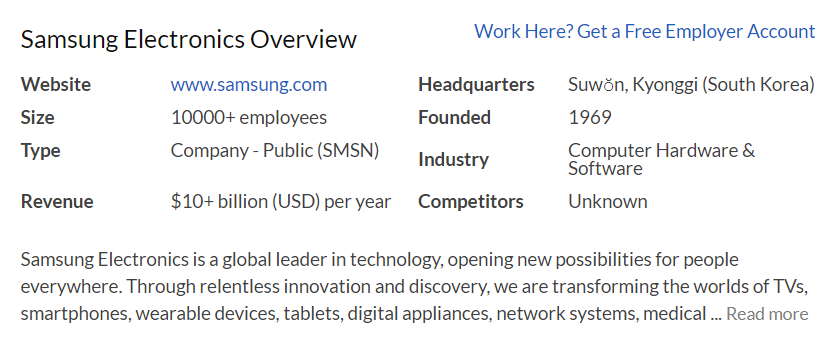 Samsung Electronics Overview
Work Here? Get a Free Employer Account
Website www.samsung.com Headquarters Suwŏn, Kyonggi (South Korea)
Size 10000+ employees Founded 1969
Type Company - Public (SMSN) Industry Computer Hardware &
Software
Revenue $10+ billion (USD) per year Competitors Unknown
Samsung Electronics is a global leader in technology, opening new possibilities for people
everywhere. Through relentless innovation and discovery, we are transforming the worlds of TVs,
smartphones, wearable devices, tablets, digital appliances, network systems, medical ... Read more